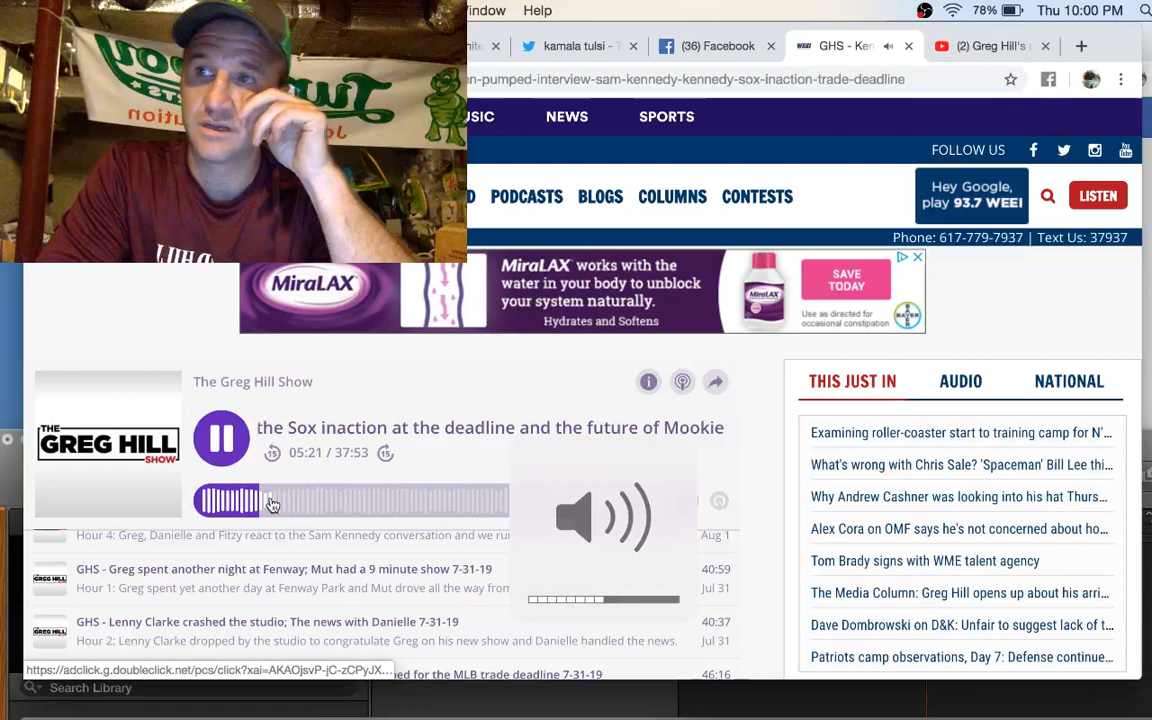 indow Help
78% Thu 10:00 PM
kamala tulsi - T
(36) Facebook
GHS - Ken
(2) Greg Hill's
en-pumped-interview-sam-kennedy-kennedy-sox-inaction-trade-deadline
SIC NEWS SPORTS
FOLLOW US
D PODCASTS BLOGS COLUMNS CONTESTS
Hey Google,
play 93.7 WEEI
LISTEN
Phone: 617-779-7937 | Text Us: 37937
MiraLAX
MiraLAX works with the
water in your body to unblock
your system naturally.
Hydrates and Softens
MiraLAX
SAVE
TODAY
Use as directed for
occasional constipation
BAYER
The Greg Hill Show
THE
GREG HILL
SHOW
the Sox inaction at the deadline and the future of Mookie
15 05:21 / 37:53 15
Hour 4: Greg, Danielle and Fitzy react to the Sam Kennedy conversation and we run Aug 1
GHS - Greg spent another night at Fenway; Mut had a 9 minute show 7-31-19 40:59
Hour 1: Greg spent yet another day at Fenway Park and Mut drove all the way from Jul 31
GHS - Lenny Clarke crashed the studio; The news with Danielle 7-31-19 40:37
Hour 2: Lenny Clarke dropped by the studio to congratulate Greg on his new show and Danielle handled the news. Jul 31
ed for the MLB trade deadline 7-31-19 46:16
THIS JUST IN AUDIO NATIONAL
Examining roller-coaster start to training camp for N'...
What's wrong with Chris Sale? 'Spaceman' Bill Lee thi...
Why Andrew Cashner was looking into his hat Thurs...
Alex Cora on OMF says he's not concerned about ho...
Tom Brady signs with WME talent agency
The Media Column: Greg Hill opens up about his arri...
Dave Dombrowski on D&K: Unfair to suggest lack of t...
Patriots camp observations, Day 7: Defense continue...
https://adclick.g.doubleclick.net/pcs/click?xai=AKAOjsvP-jC-zCPyJX...
Search Library